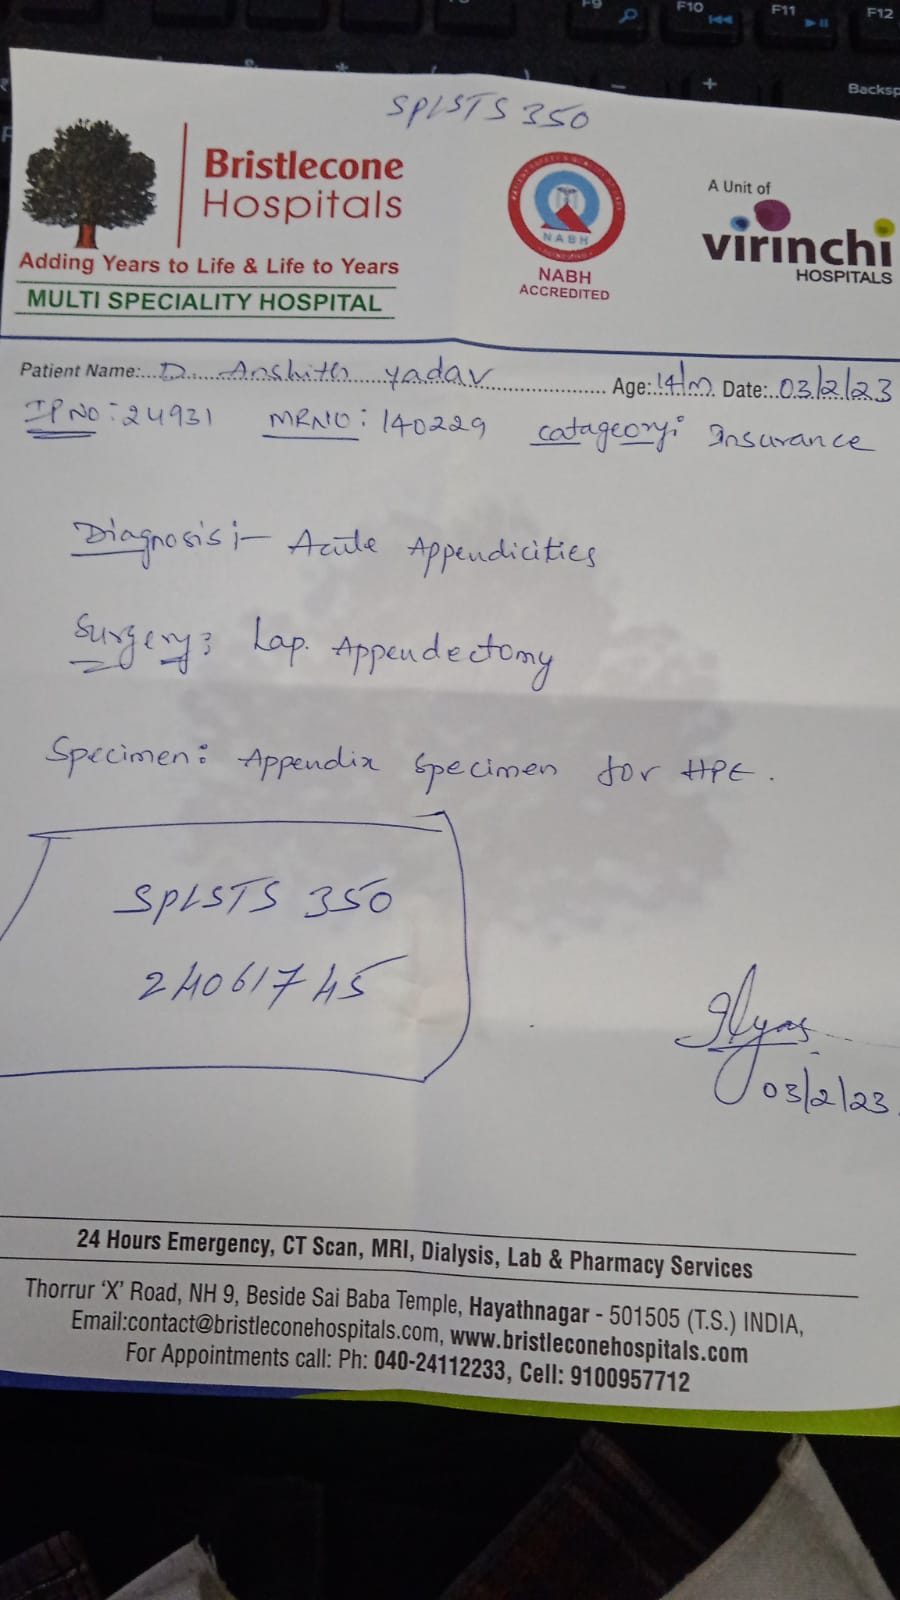 F9 F10 F11 F12
Backsp
SPLSTS 350
Bristlecone
Hospitals
Adding Years to Life & Life to Years
MULTI SPECIALITY HOSPITAL
NABH
NABH
ACCREDITED
A Unit of
virinchi
HOSPITALS
Patient Name:...D. Anshith yadav... Age: 14/M Date: 03/2/23
IP NO: 24931 MRNO: 140229 catageory: Insurance
Diagnosis:- Acute Appendicities
Surgery: Lap. Appendectomy
Specimen: Appendix Specimen for HPE.
SPLSTS 350
24061745
03/2/23
24 Hours Emergency, CT Scan, MRI, Dialysis, Lab & Pharmacy Services
Thorrur 'X' Road, NH 9, Beside Sai Baba Temple, Hayathnagar - 501505 (T.S.) INDIA,
Email:contact@bristleconehospitals.com, www.bristleconehospitals.com
For Appointments call: Ph: 040-24112233, Cell: 9100957712